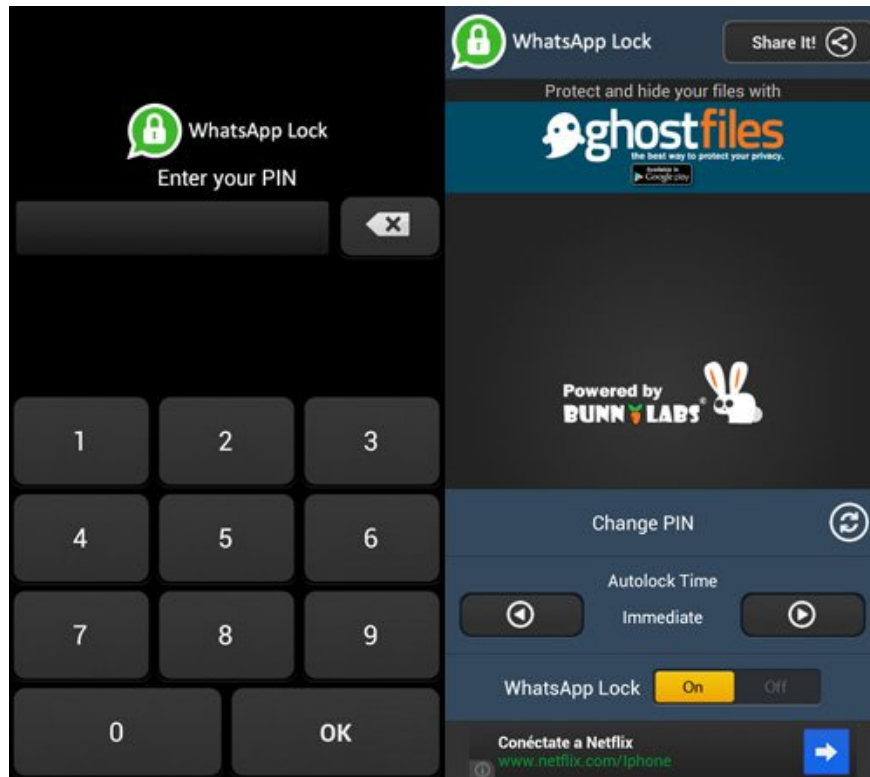 WhatsApp Lock
Enter your PIN
1 2 3
4 5 6
7 8 9
0 OK
WhatsApp Lock
Share It!
Protect and hide your files with
ghostfiles
the best way to protect your privacy.
Google play
Powered by
BUNNY LABS®
Change PIN
Autolock Time
Immediate
WhatsApp Lock On Off
Conéctate a Netflix
www.netflix.com/Iphone